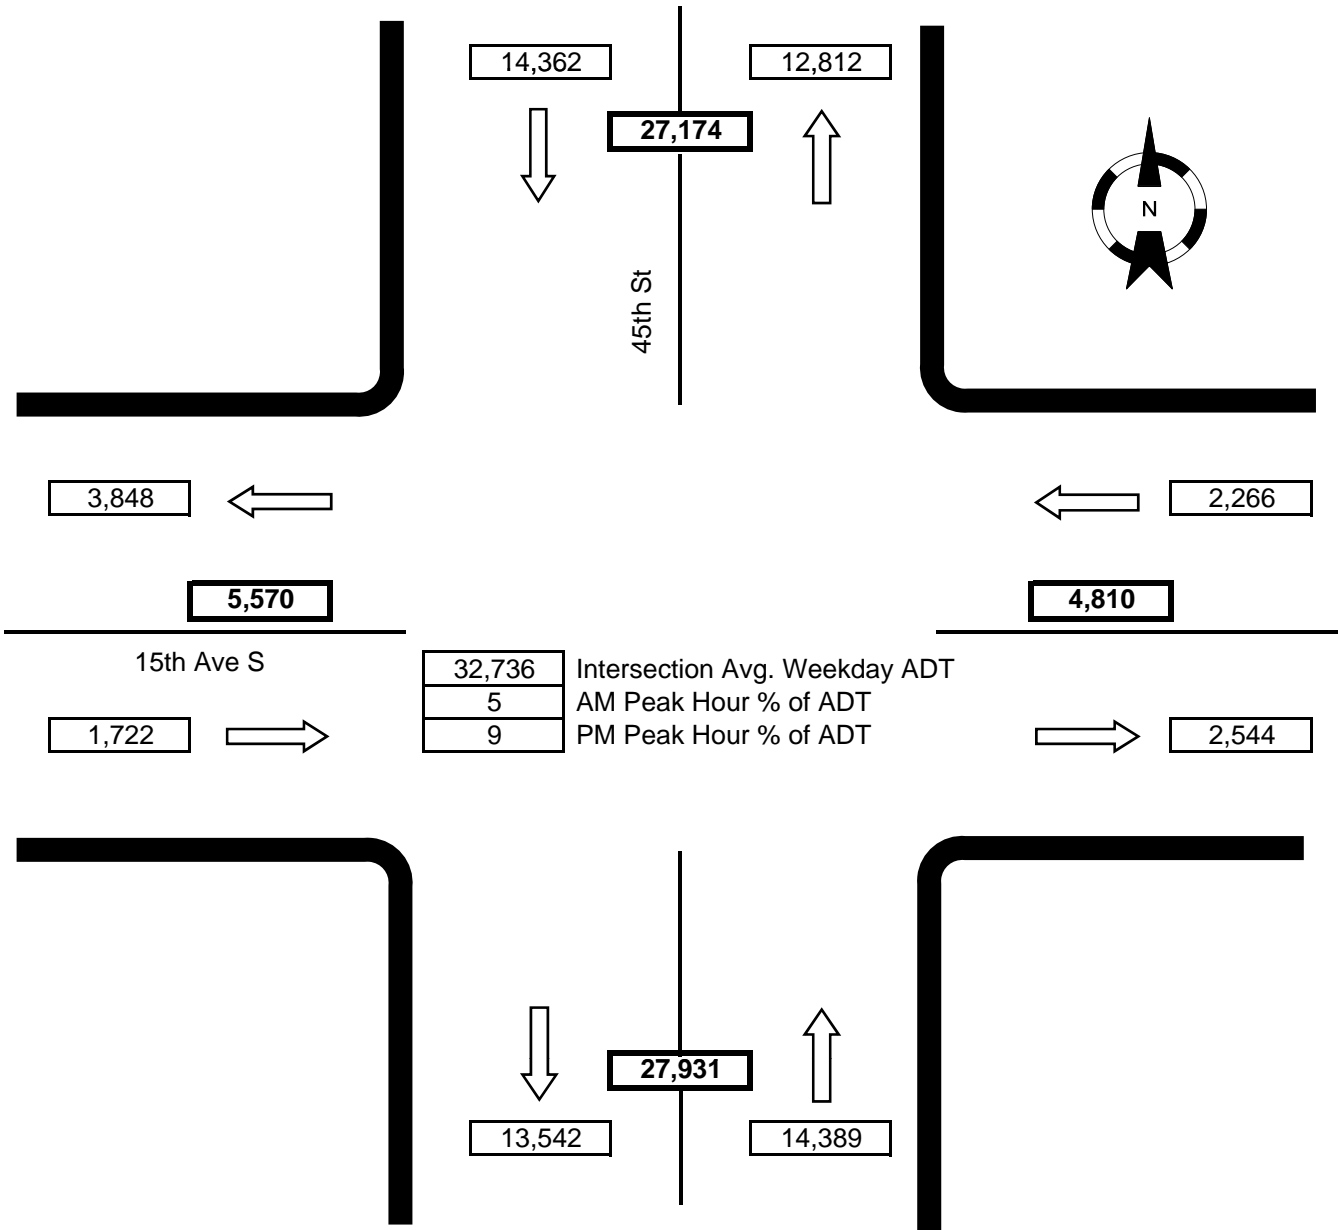 14,362
12,812
27,174
N
45th St
3,848
2,266
5,570
4,810
15th Ave S
32,736 Intersection Avg. Weekday ADT
5 AM Peak Hour % of ADT
9 PM Peak Hour % of ADT
1,722
2,544
27,931
13,542
14,389